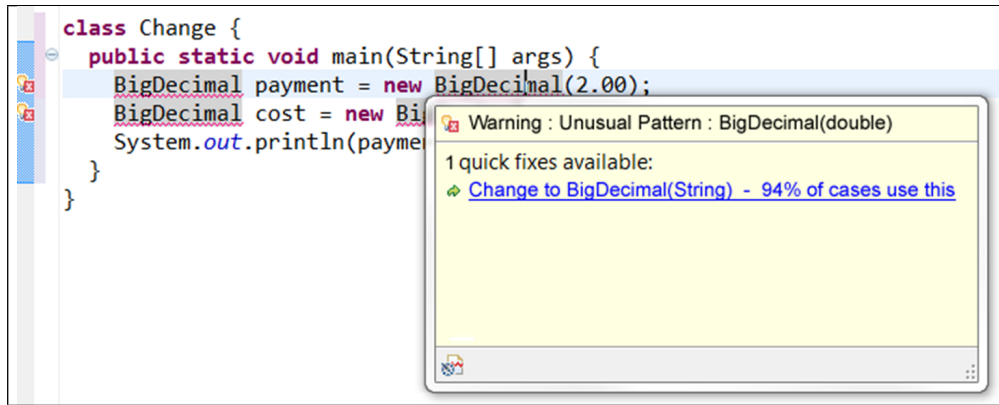 class Change {
public static void main(String[] args) {
BigDecimal payment = new BigDecimal(2.00);
BigDecimal cost = new
System.out.println(
Warning : Unusual Pattern : BigDecimal(double)
1 quick fixes available:
Change to BigDecimal(String) - 94% of cases use this
}
}